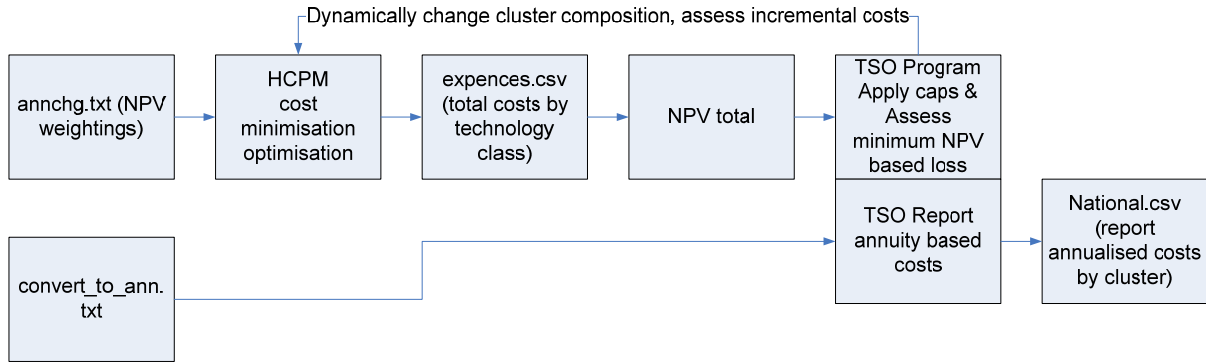 Dynamically change cluster composition, assess incremental costs
annchg.txt (NPV
weightings)
HCPM
cost
minimisation
optimisation
expences.csv
(total costs by
technology
class)
NPV total
TSO Program
Apply caps &
Assess
minimum NPV
based loss
TSO Report
annuity based
costs
National.csv
(report
annualised costs
by cluster)
convert_to_ann.
txt